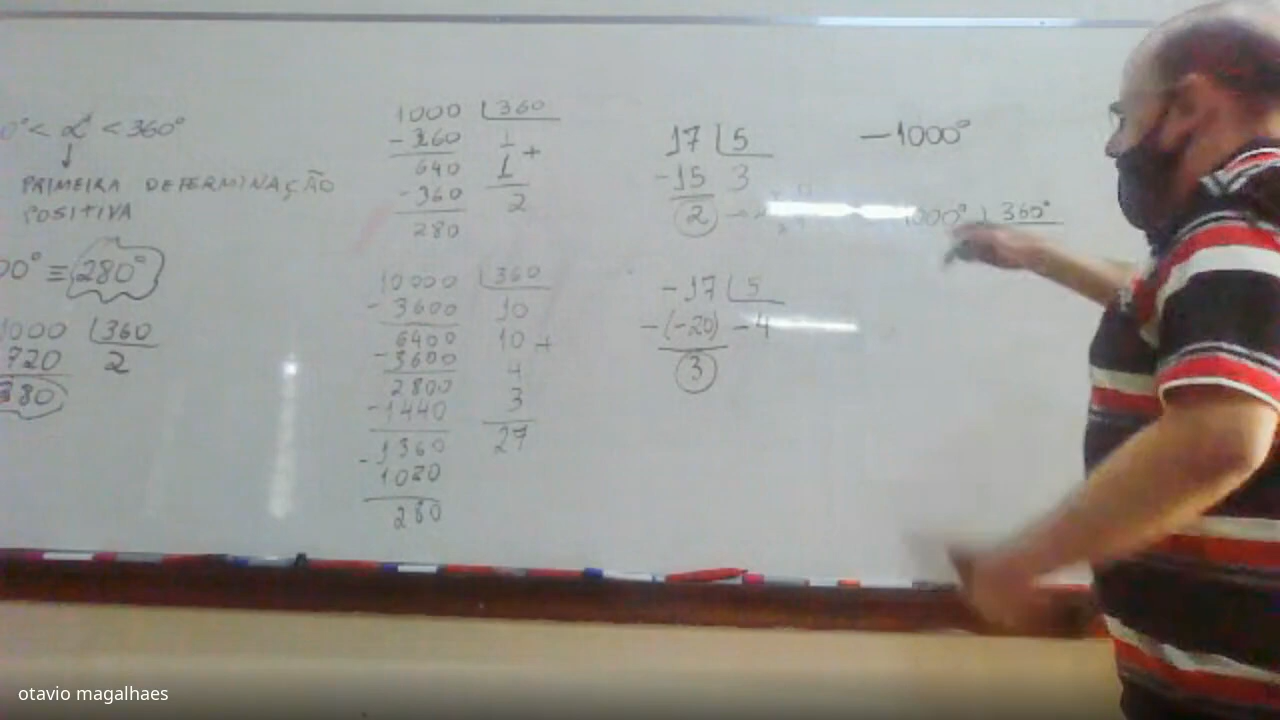 0° < α < 360°
↓
PRIMEIRA DETERMINAÇÃO
POSITIVA
00° ≡ 280°
1000 | 360
720 2
280
1000 | 360
- 360 1 +
640 1
- 360 2
280
10000 | 360
- 3600 10
6400 10 +
- 3600 4
2800 3
- 1440 27
1360
- 1020
280
17 | 5
- 15 3
2
- 17 | 5
- (-20) - 4
3
- 1000°
1000° | 360°
otavio magalhaes